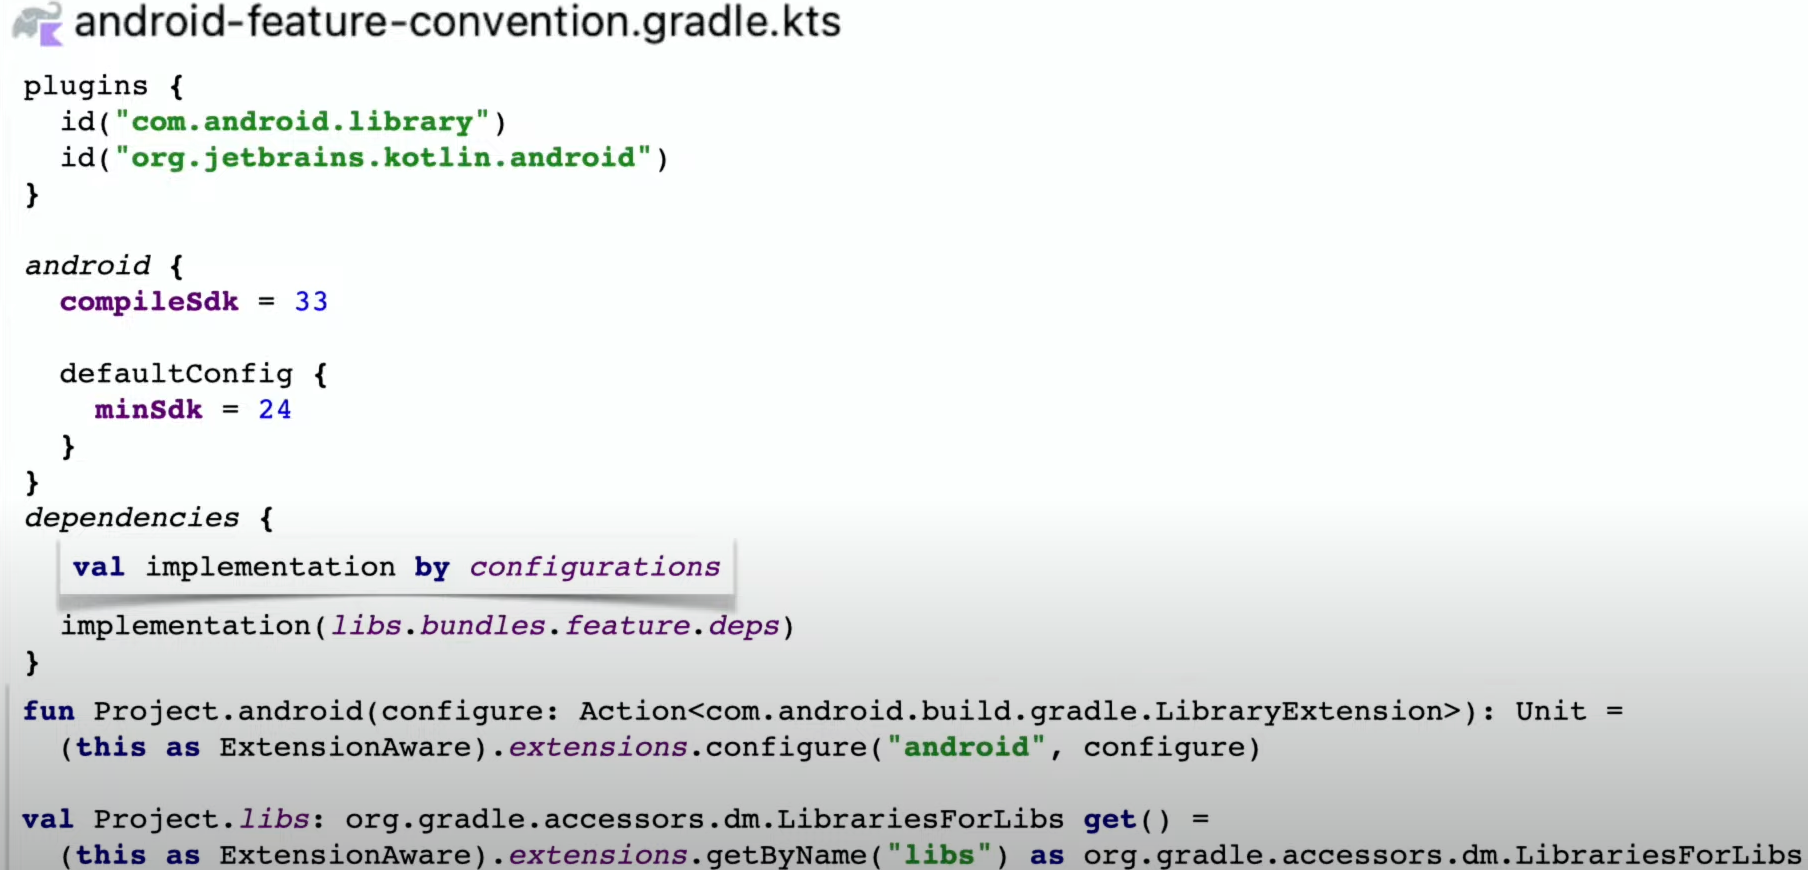 android-feature-convention.gradle.kts
plugins {
  id("com.android.library")
  id("org.jetbrains.kotlin.android")
}
android {
  compileSdk = 33
  defaultConfig {
    minSdk = 24
  }
}
dependencies {
  val implementation by configurations
  implementation(libs.bundles.feature.deps)
}
fun Project.android(configure: Action<com.android.build.gradle.LibraryExtension>): Unit =
  (this as ExtensionAware).extensions.configure("android", configure)
val Project.libs: org.gradle.accessors.dm.LibrariesForLibs get() =
  (this as ExtensionAware).extensions.getByName("libs") as org.gradle.accessors.dm.LibrariesForLibs